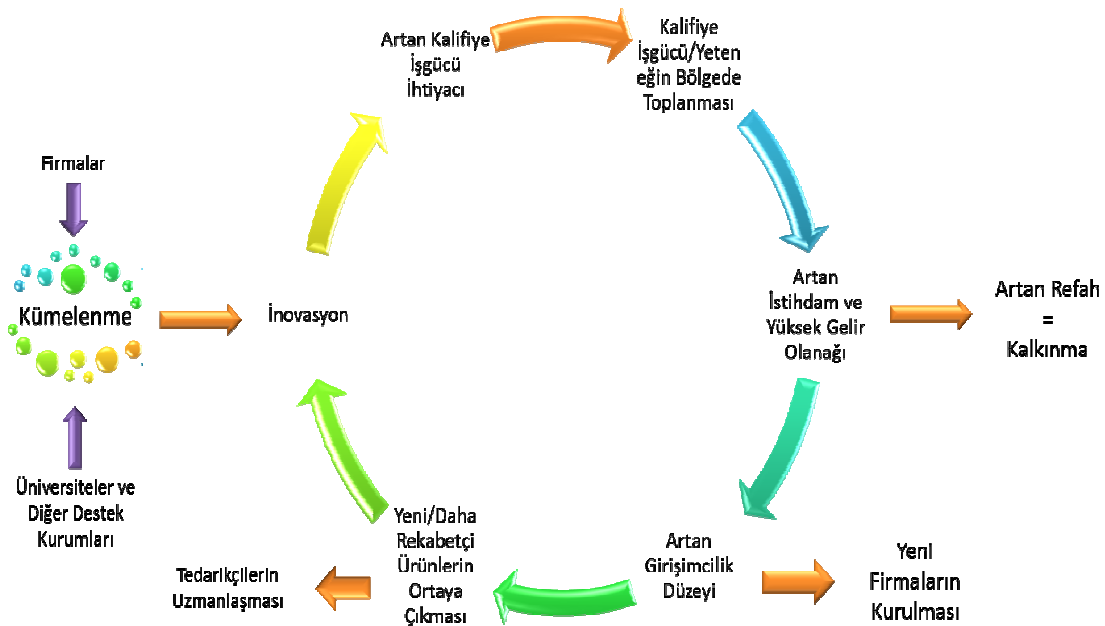 Firmalar
Kümelenme
Üniversiteler ve
Diğer Destek
Kurumları
İnovasyon
Artan Kalifiye
İşgücü
İhtiyacı
Kalifiye
İşgücü/Yeten
eğin Bölgede
Toplanması
Artan
İstihdam ve
Yüksek Gelir
Olanağı
Artan Refah
=
Kalkınma
Artan
Girişimcilik
Düzeyi
Yeni
Firmaların
Kurulması
Yeni/Daha
Rekabetçi
Ürünlerin
Ortaya
Çıkması
Tedarikçilerin
Uzmanlaşması